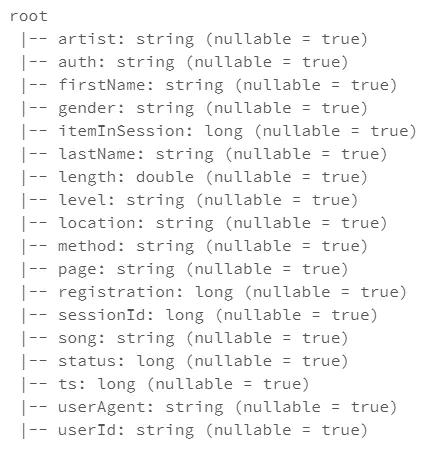 root
|-- artist: string (nullable = true)
|-- auth: string (nullable = true)
|-- firstName: string (nullable = true)
|-- gender: string (nullable = true)
|-- itemInSession: long (nullable = true)
|-- lastName: string (nullable = true)
|-- length: double (nullable = true)
|-- level: string (nullable = true)
|-- location: string (nullable = true)
|-- method: string (nullable = true)
|-- page: string (nullable = true)
|-- registration: long (nullable = true)
|-- sessionId: long (nullable = true)
|-- song: string (nullable = true)
|-- status: long (nullable = true)
|-- ts: long (nullable = true)
|-- userAgent: string (nullable = true)
|-- userId: string (nullable = true)